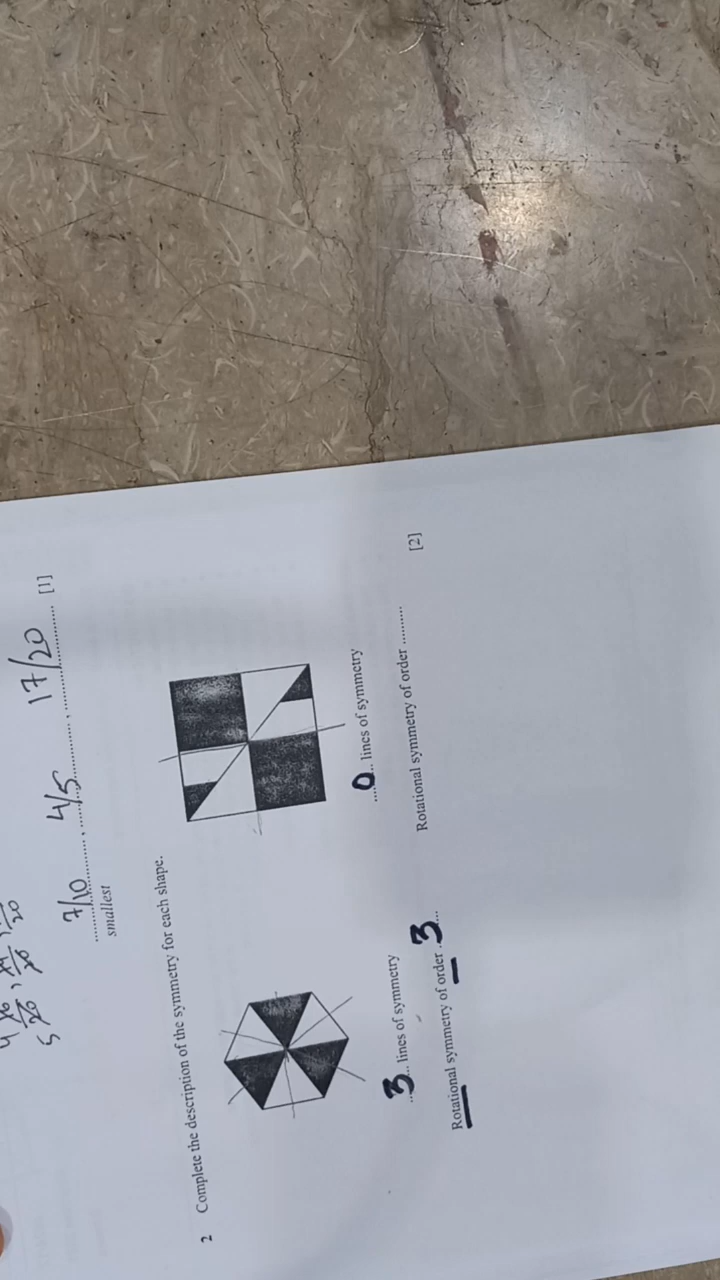 7/10 , 4/5 , 17/20 [1]
smallest
2 Complete the description of the symmetry for each shape.
3 lines of symmetry
0 lines of symmetry
Rotational symmetry of order 3
Rotational symmetry of order ..........
[2]